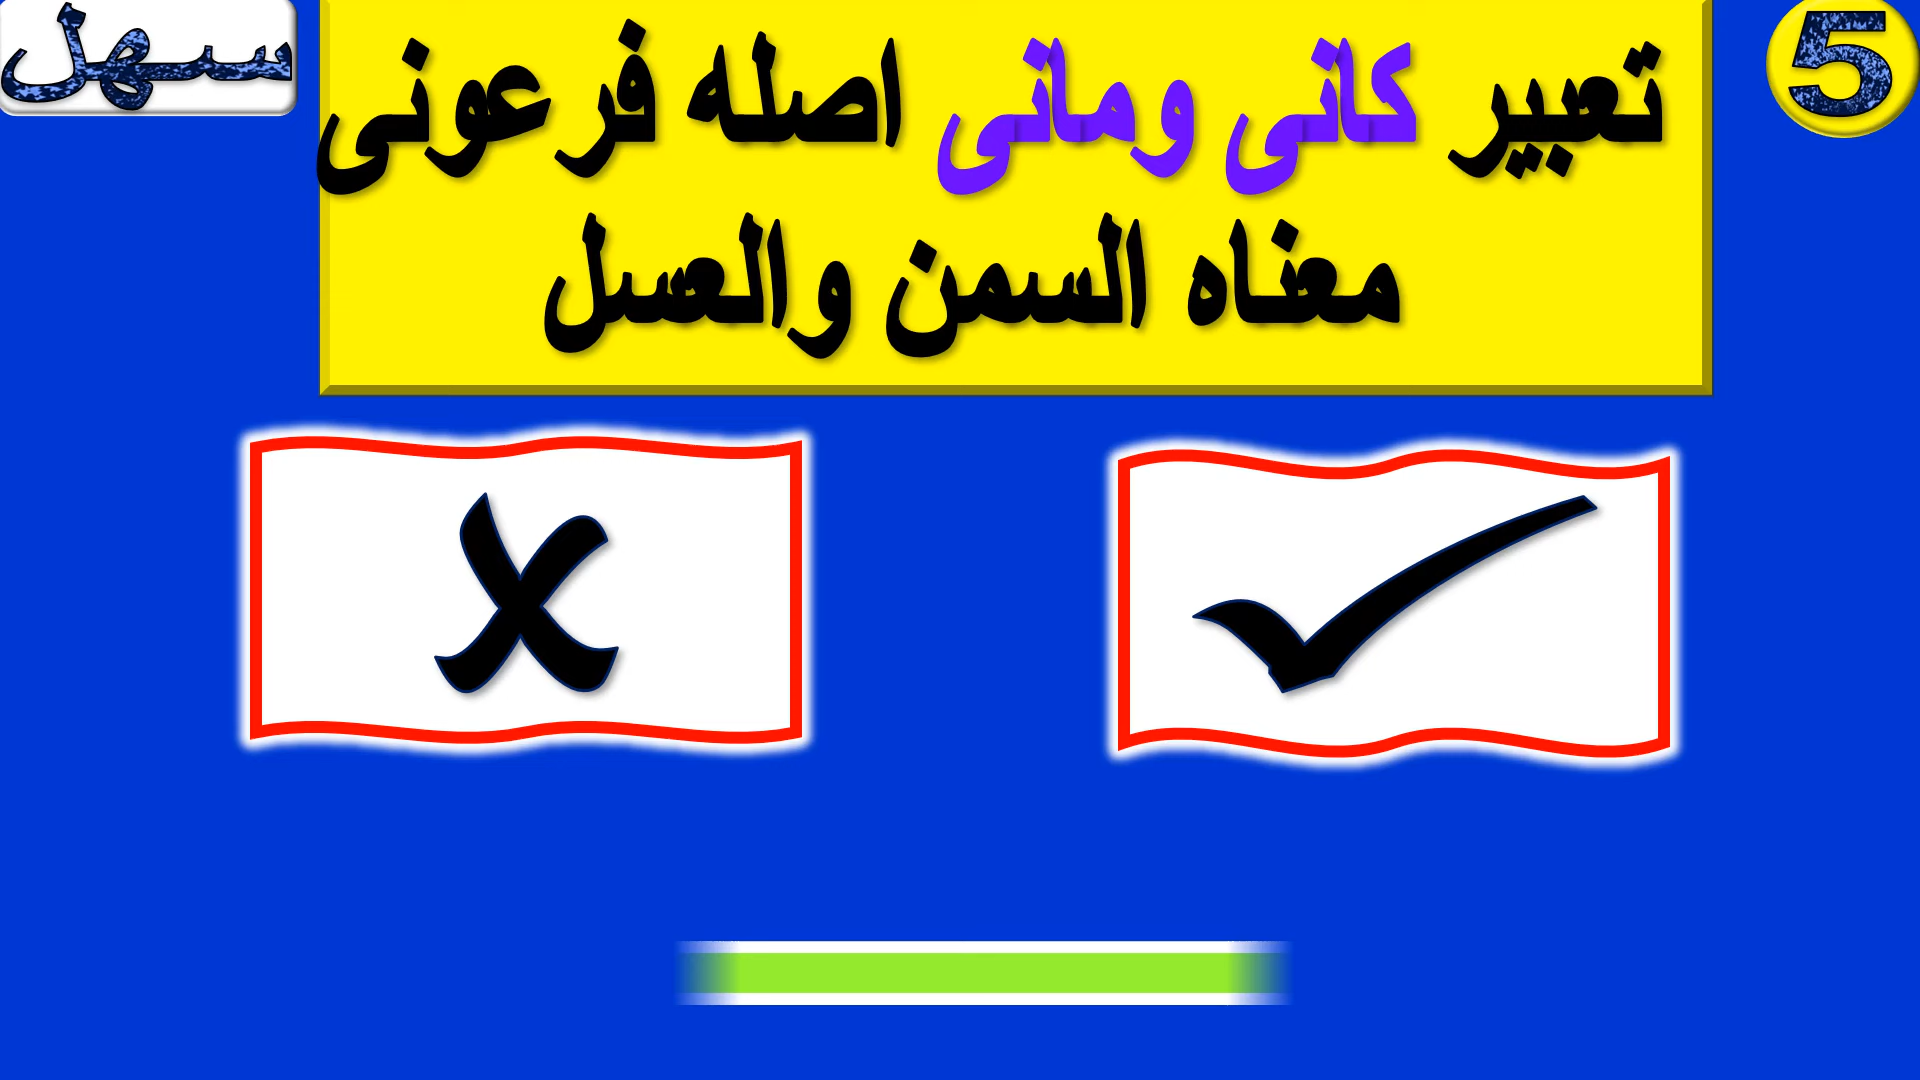 5
سهل
تعبير كانى ومانى اصله فرعونى
معناه السمن والعسل